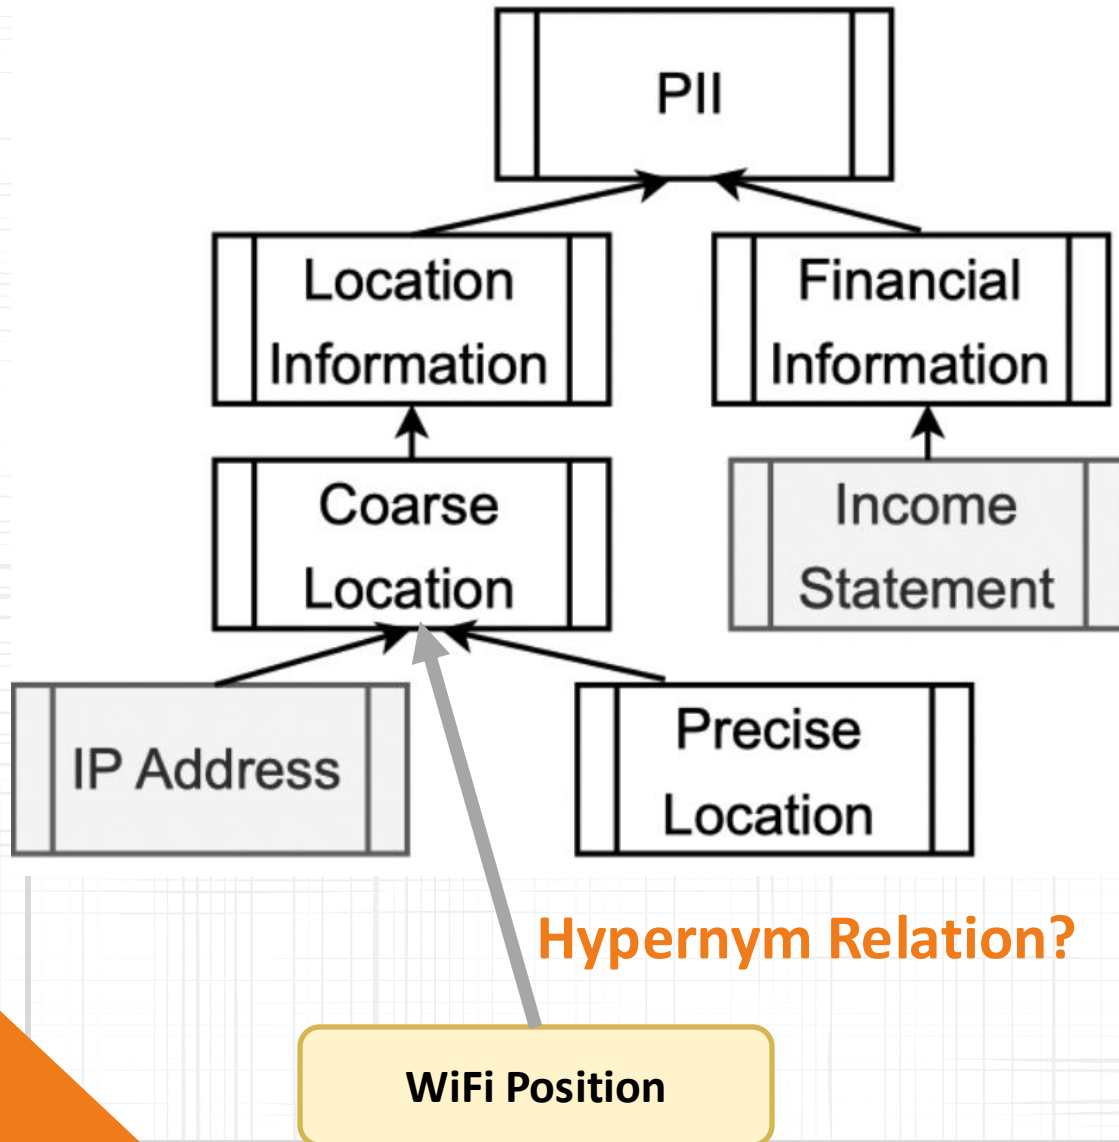 PII
Location
Information
Financial
Information
Coarse
Location
Income
Statement
IP Address
Precise
Location
Hypernym Relation?
WiFi Position